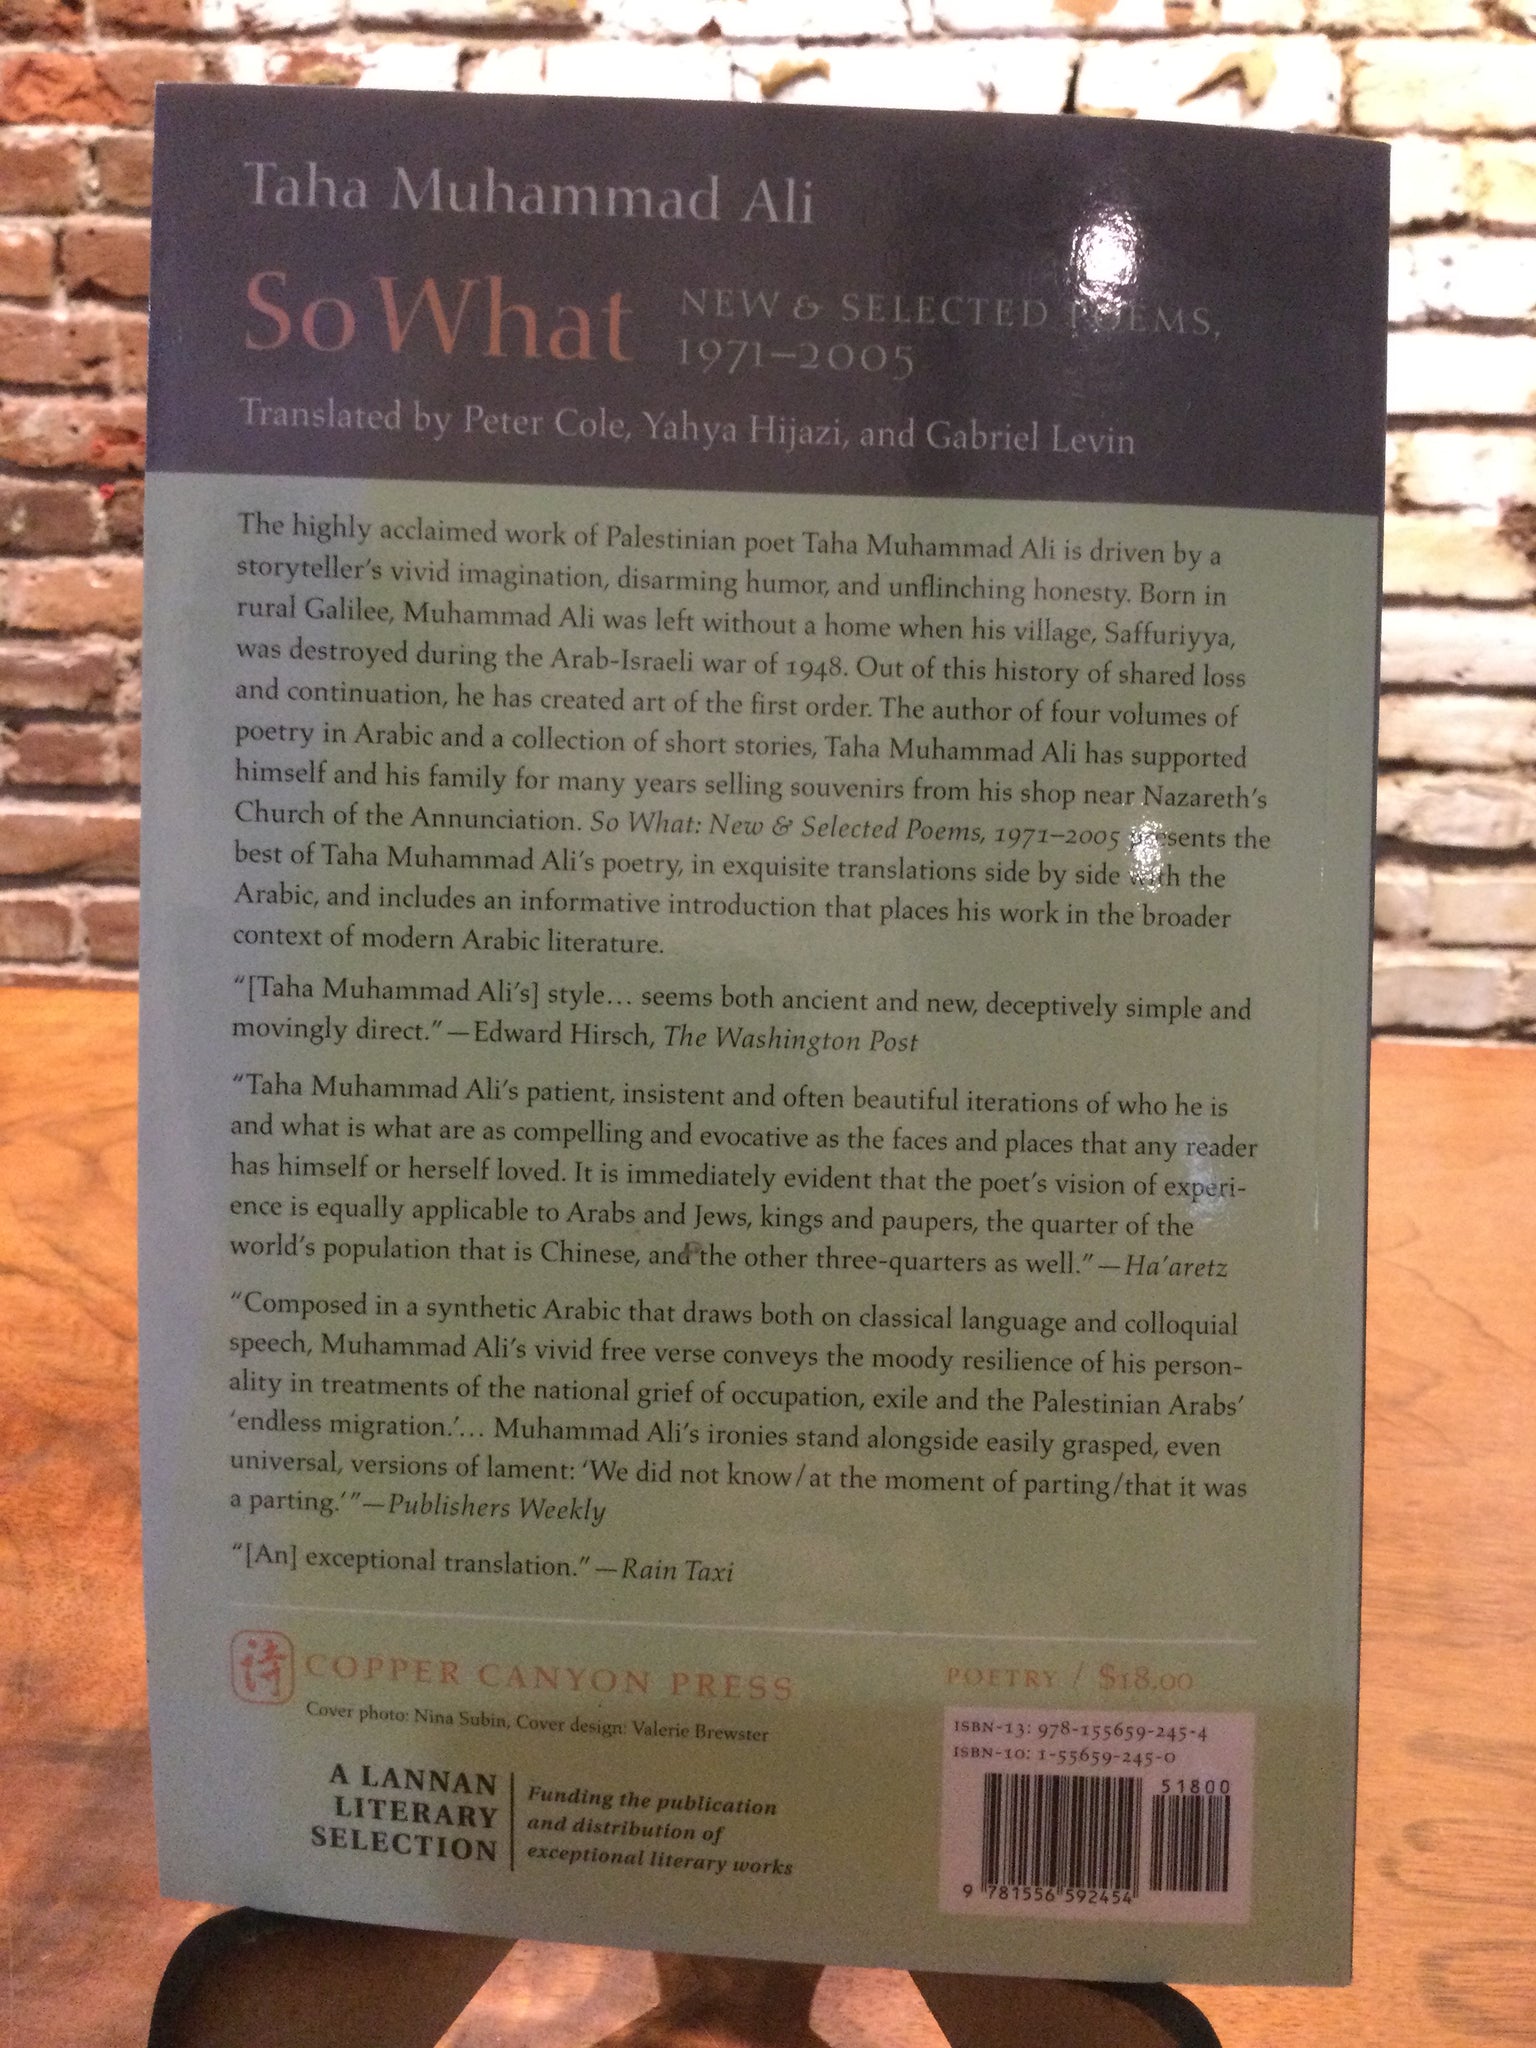 Taha Muhammad Ali
So What
NEW & SELECTED POEMS,
1971–2005
Translated by Peter Cole, Yahya Hijazi, and Gabriel Levin
The highly acclaimed work of Palestinian poet Taha Muhammad Ali is driven by a
storyteller's vivid imagination, disarming humor, and unflinching honesty. Born in
rural Galilee, Muhammad Ali was left without a home when his village, Saffuriyya,
was destroyed during the Arab-Israeli war of 1948. Out of this history of shared loss
and continuation, he has created art of the first order. The author of four volumes of
poetry in Arabic and a collection of short stories, Taha Muhammad Ali has supported
himself and his family for many years selling souvenirs from his shop near Nazareth's
Church of the Annunciation. So What: New & Selected Poems, 1971–2005 presents the
best of Taha Muhammad Ali's poetry, in exquisite translations side by side with the
Arabic, and includes an informative introduction that places his work in the broader
context of modern Arabic literature.
"[Taha Muhammad Ali's] style… seems both ancient and new, deceptively simple and
movingly direct."—Edward Hirsch, The Washington Post
"Taha Muhammad Ali's patient, insistent and often beautiful iterations of who he is
and what is what are as compelling and evocative as the faces and places that any reader
has himself or herself loved. It is immediately evident that the poet's vision of experi-
ence is equally applicable to Arabs and Jews, kings and paupers, the quarter of the
world's population that is Chinese, and the other three-quarters as well."—Ha'aretz
"Composed in a synthetic Arabic that draws both on classical language and colloquial
speech, Muhammad Ali's vivid free verse conveys the moody resilience of his person-
ality in treatments of the national grief of occupation, exile and the Palestinian Arabs'
'endless migration.'… Muhammad Ali's ironies stand alongside easily grasped, even
universal, versions of lament: 'We did not know/at the moment of parting/that it was
a parting.'"—Publishers Weekly
"[An] exceptional translation."—Rain Taxi
诗 COPPER CANYON PRESS
Cover photo: Nina Subin, Cover design: Valerie Brewster
A LANNAN
LITERARY
SELECTION
Funding the publication
and distribution of
exceptional literary works
POETRY / $18.00
ISBN-13: 978-155659-245-4
ISBN-10: 1-55659-245-0
51800
9 781556 592454